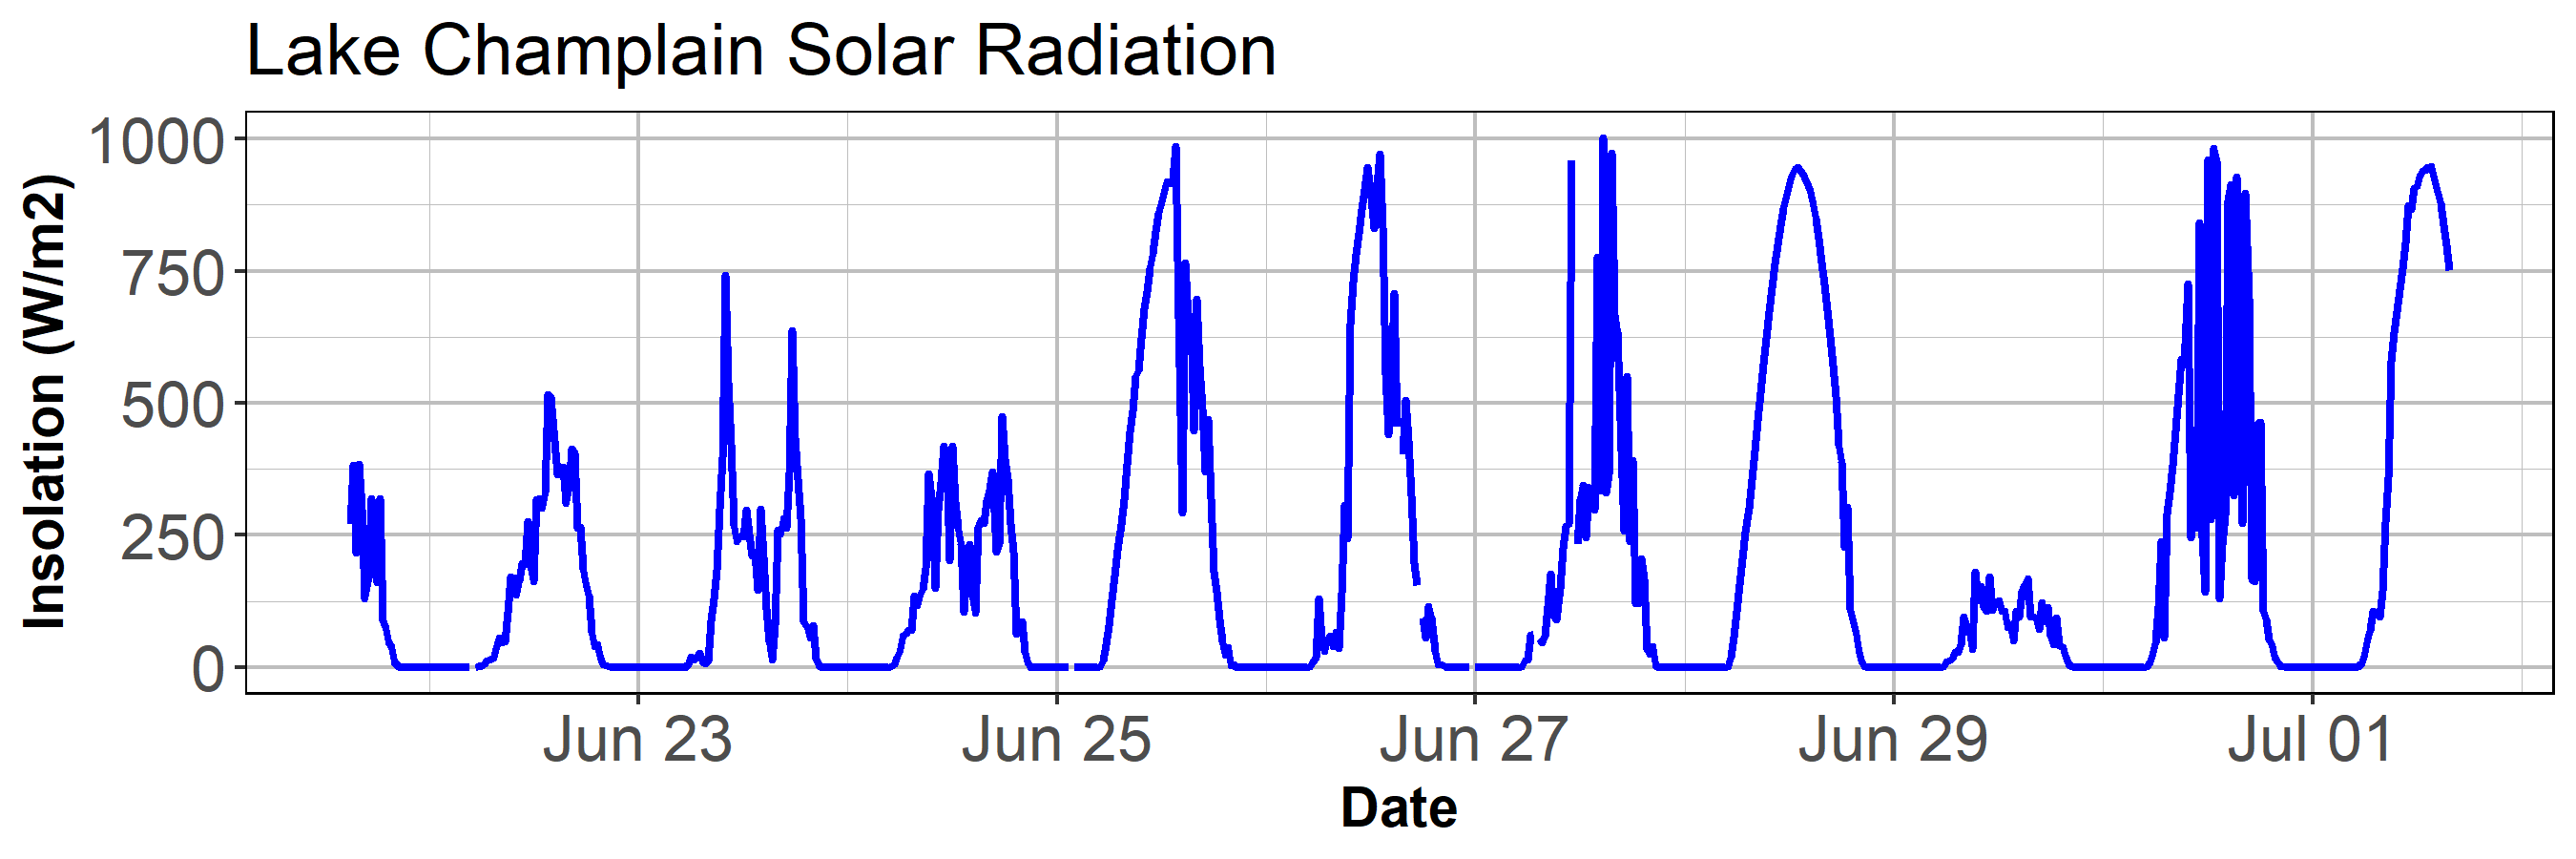 Lake Champlain Solar Radiation
1000
750
500
250
0
Insolation (W/m2)
Jun 23 Jun 25 Jun 27 Jun 29 Jul 01
Date